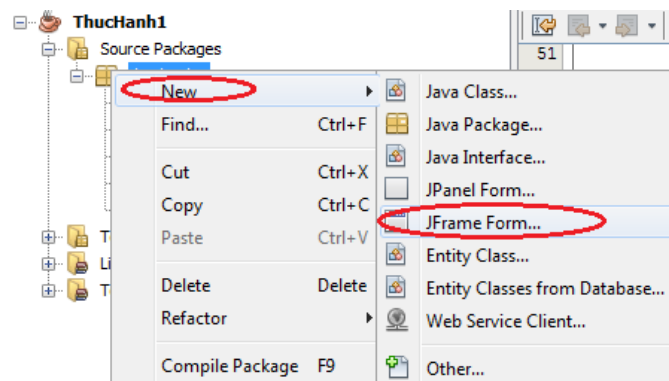 ThucHanh1
Source Packages
51
New
Find... Ctrl+F
Cut Ctrl+X
Copy Ctrl+C
Paste Ctrl+V
Delete Delete
Refactor
Compile Package F9
Java Class...
Java Package...
Java Interface...
JPanel Form...
JFrame Form...
Entity Class...
Entity Classes from Database...
Web Service Client...
Other...
T
Li
T